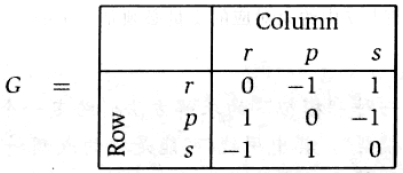 Column
r p s
G = r 0 −1 1
Row p 1 0 −1
s −1 1 0